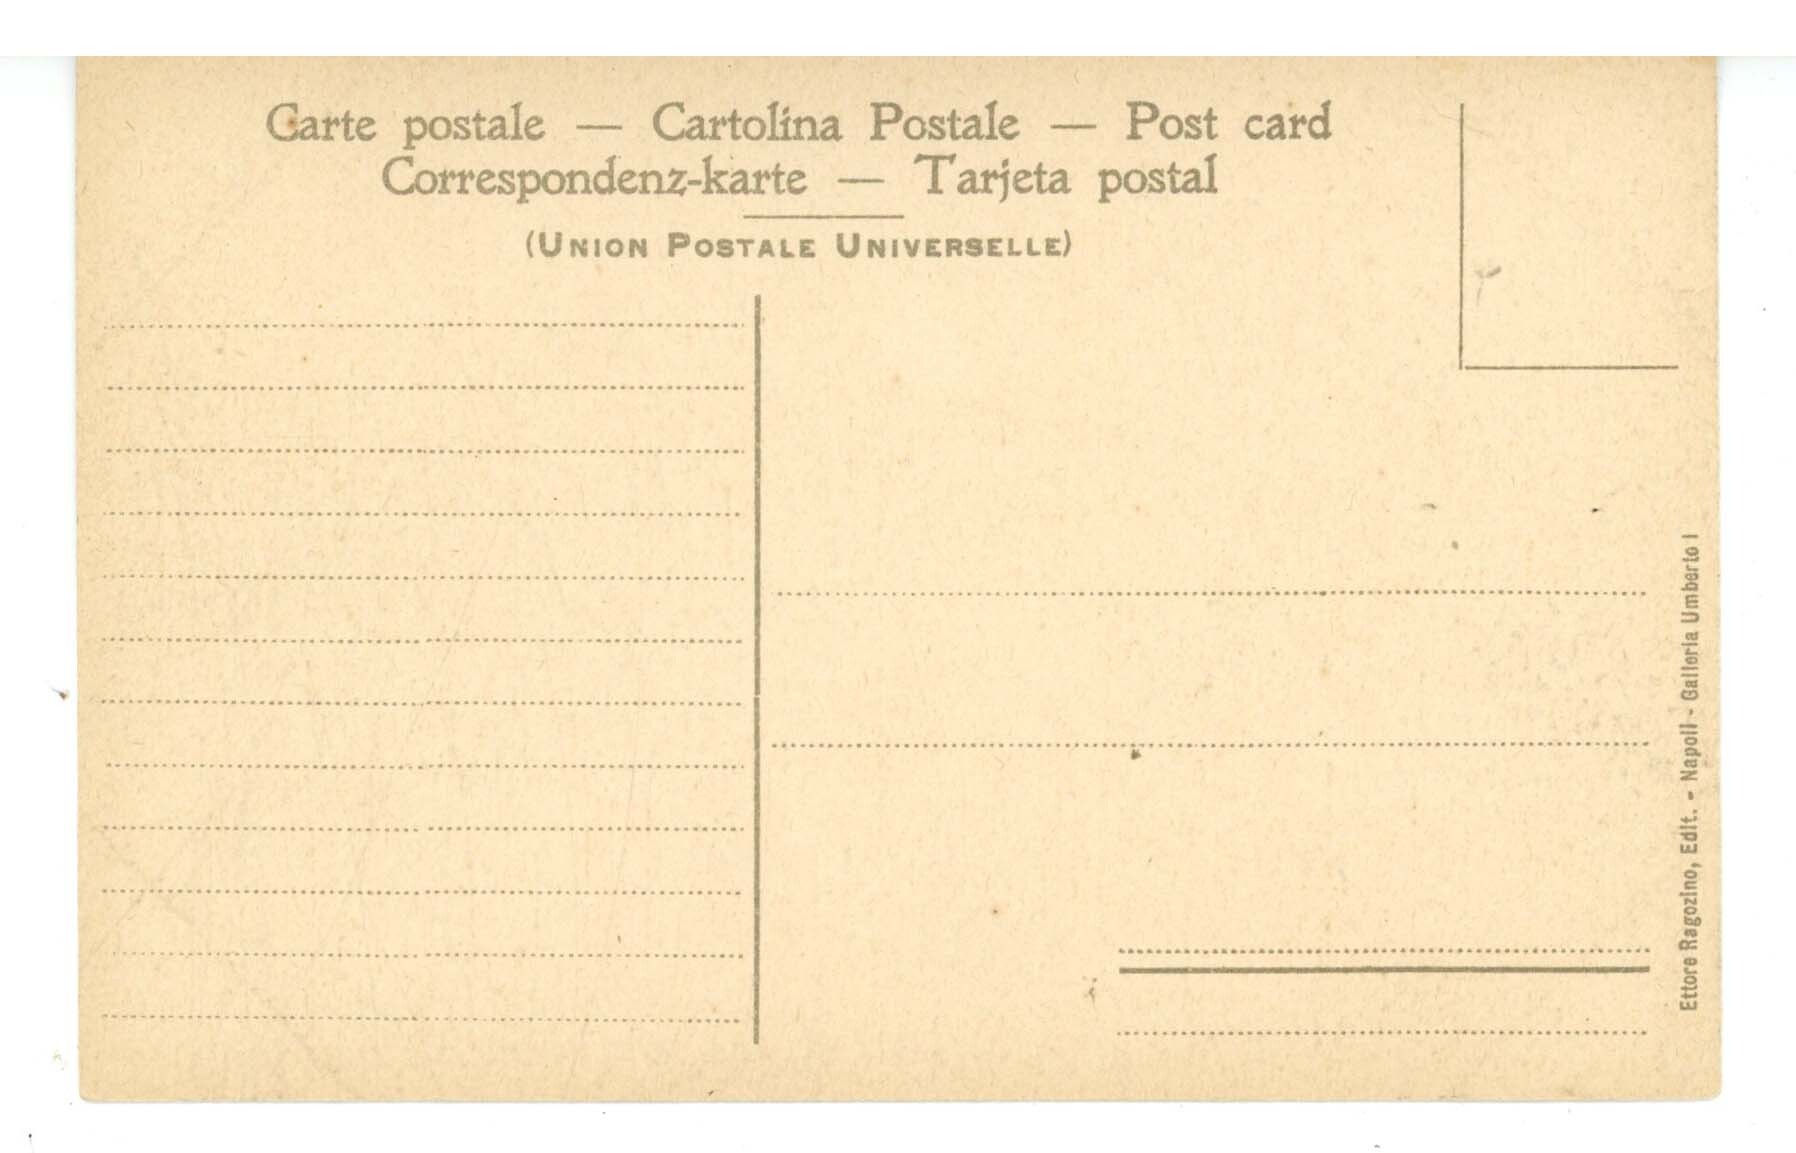 Carte postale — Cartolina Postale — Post card
Correspondenz-karte — Tarjeta postal
(UNION POSTALE UNIVERSELLE)
Ettore Ragozino, Edit. - Napoli - Galleria Umberto I